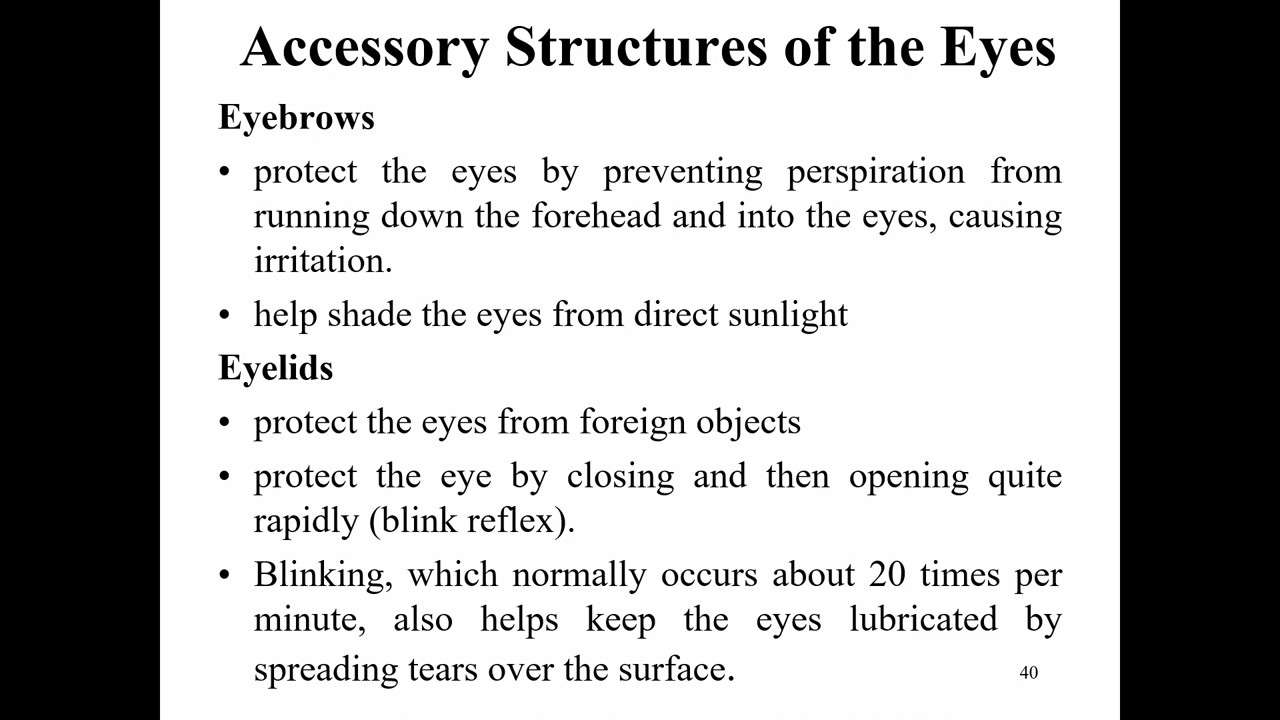 Accessory Structures of the Eyes
Eyebrows
• protect the eyes by preventing perspiration from
running down the forehead and into the eyes, causing
irritation.
• help shade the eyes from direct sunlight
Eyelids
• protect the eyes from foreign objects
• protect the eye by closing and then opening quite
rapidly (blink reflex).
• Blinking, which normally occurs about 20 times per
minute, also helps keep the eyes lubricated by
spreading tears over the surface.
40